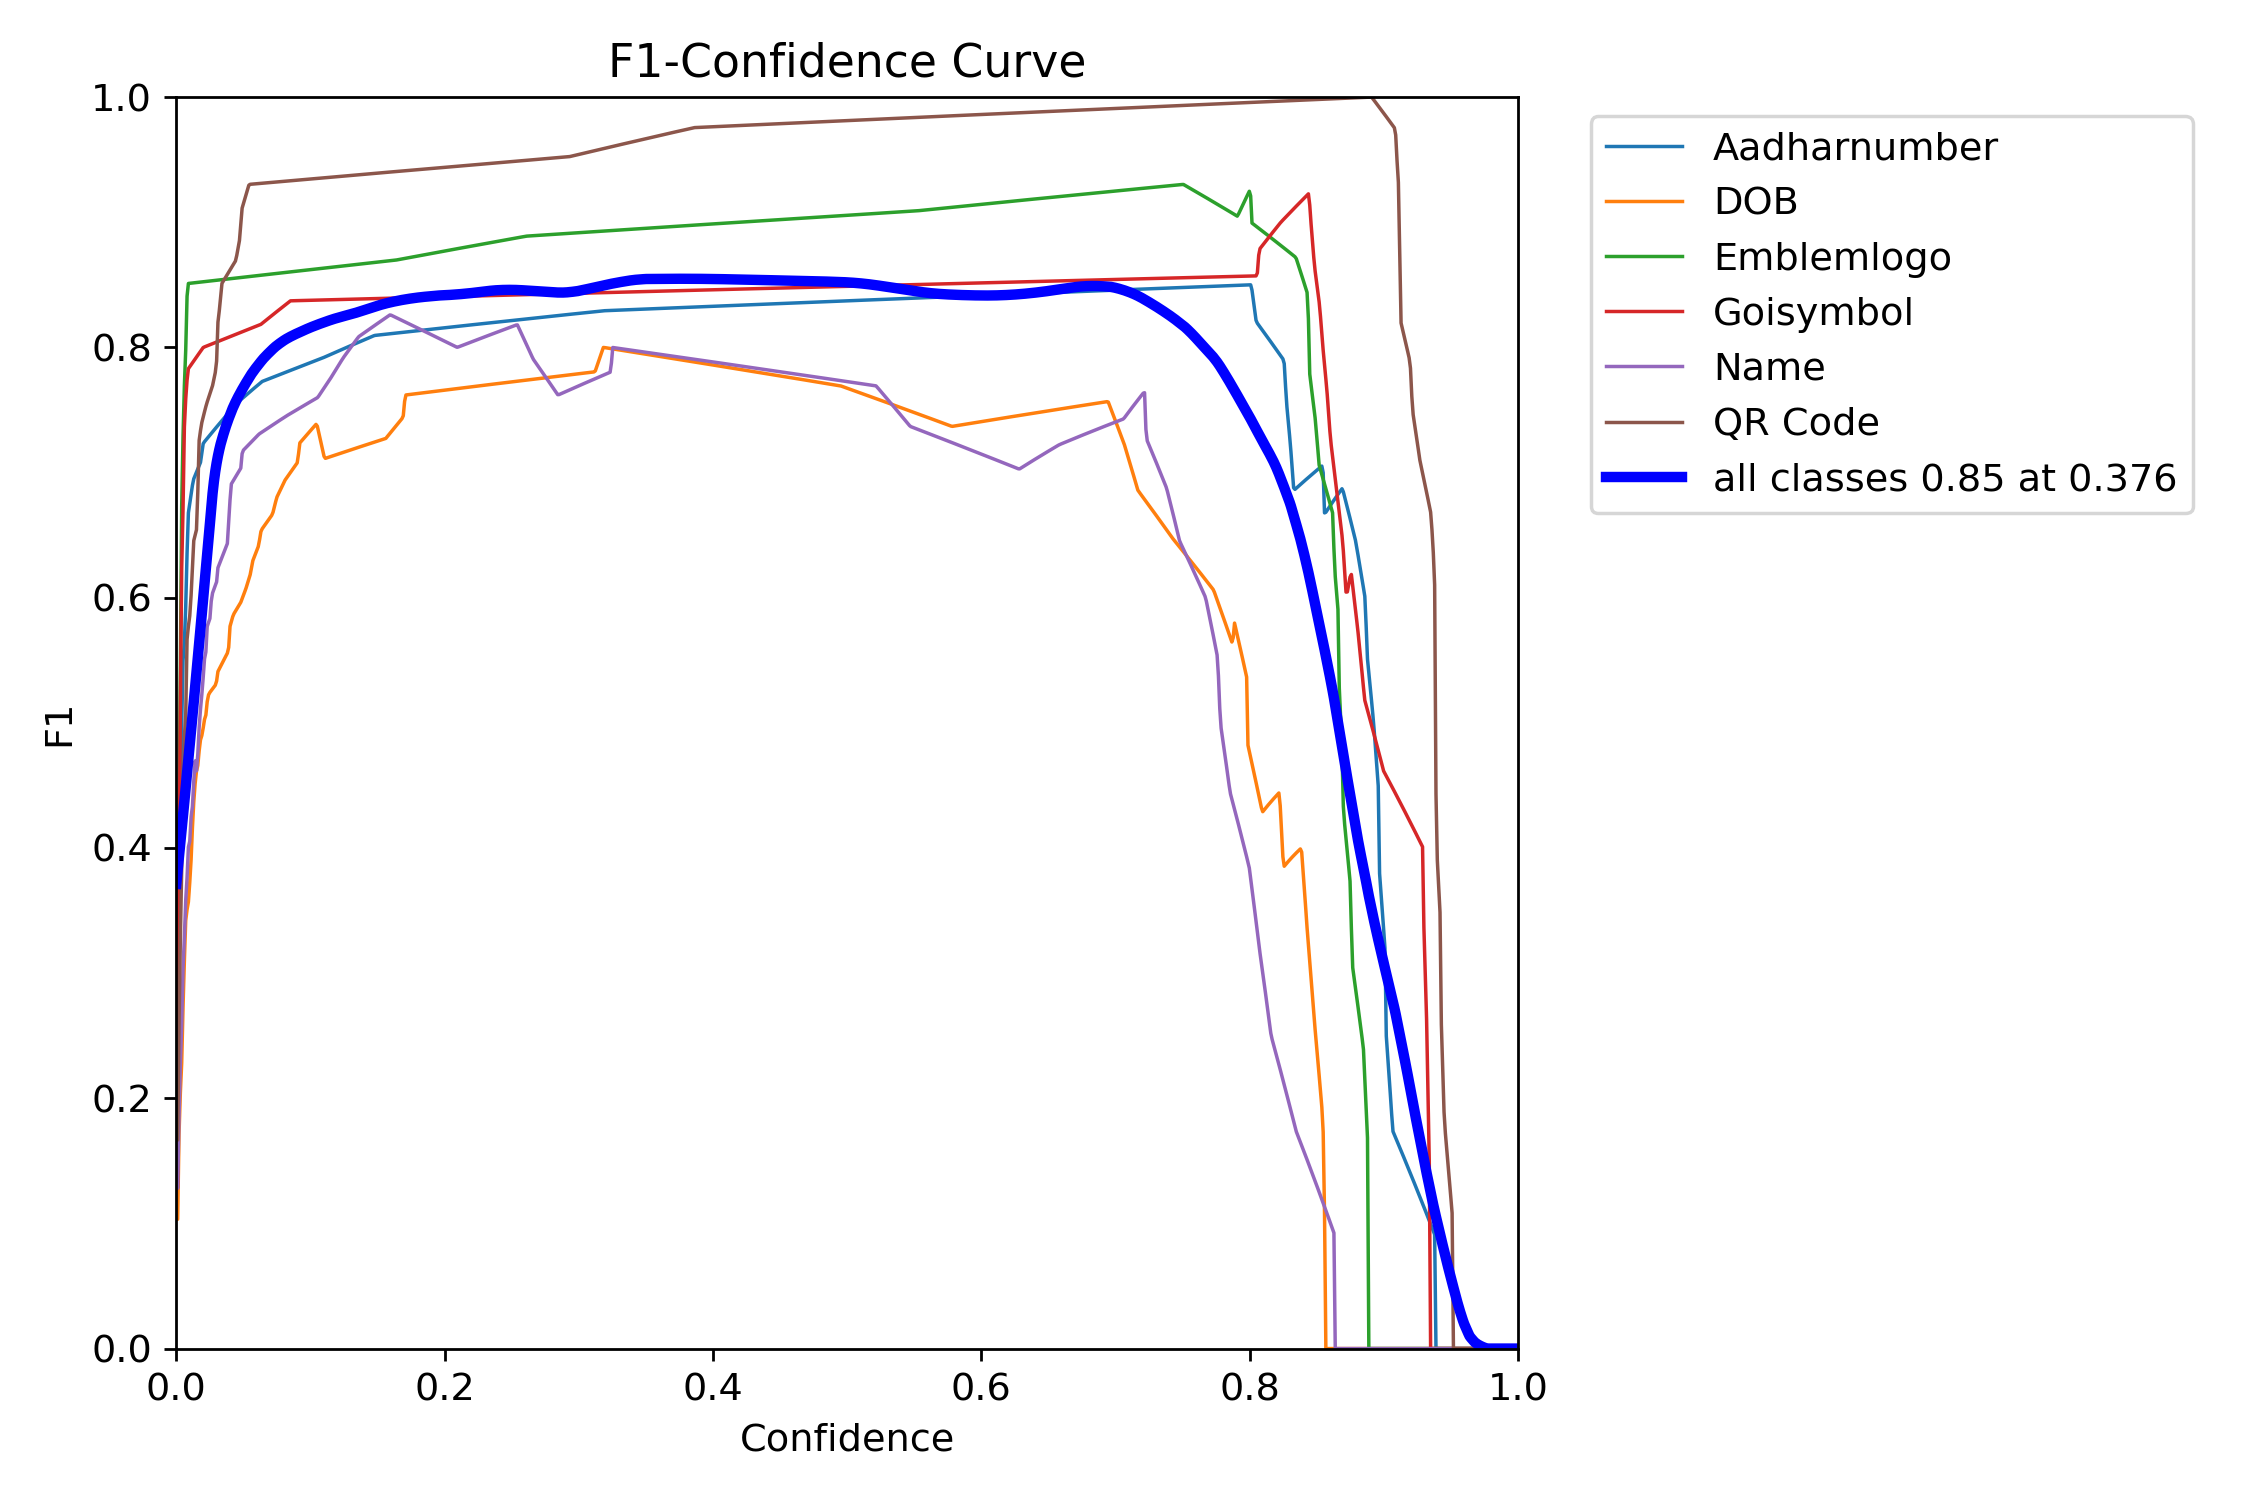 F1-Confidence Curve
1.0
0.8
0.6
0.4
0.2
0.0
F1
0.0 0.2 0.4 0.6 0.8 1.0
Confidence
Aadharnumber
DOB
Emblemlogo
Goisymbol
Name
QR Code
all classes 0.85 at 0.376